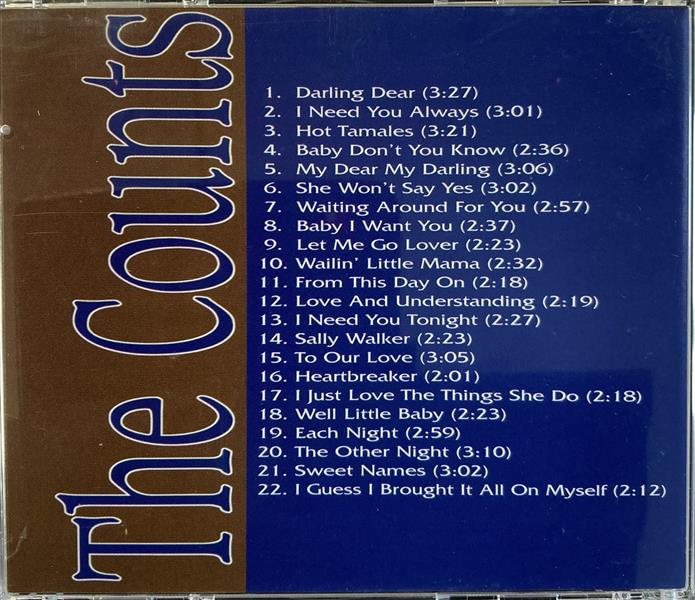 The Counts
1. Darling Dear (3:27)
2. I Need You Always (3:01)
3. Hot Tamales (3:21)
4. Baby Don't You Know (2:36)
5. My Dear My Darling (3:06)
6. She Won't Say Yes (3:02)
7. Waiting Around For You (2:57)
8. Baby I Want You (2:37)
9. Let Me Go Lover (2:23)
10. Wailin' Little Mama (2:32)
11. From This Day On (2:18)
12. Love And Understanding (2:19)
13. I Need You Tonight (2:27)
14. Sally Walker (2:23)
15. To Our Love (3:05)
16. Heartbreaker (2:01)
17. I Just Love The Things She Do (2:18)
18. Well Little Baby (2:23)
19. Each Night (2:59)
20. The Other Night (3:10)
21. Sweet Names (3:02)
22. I Guess I Brought It All On Myself (2:12)